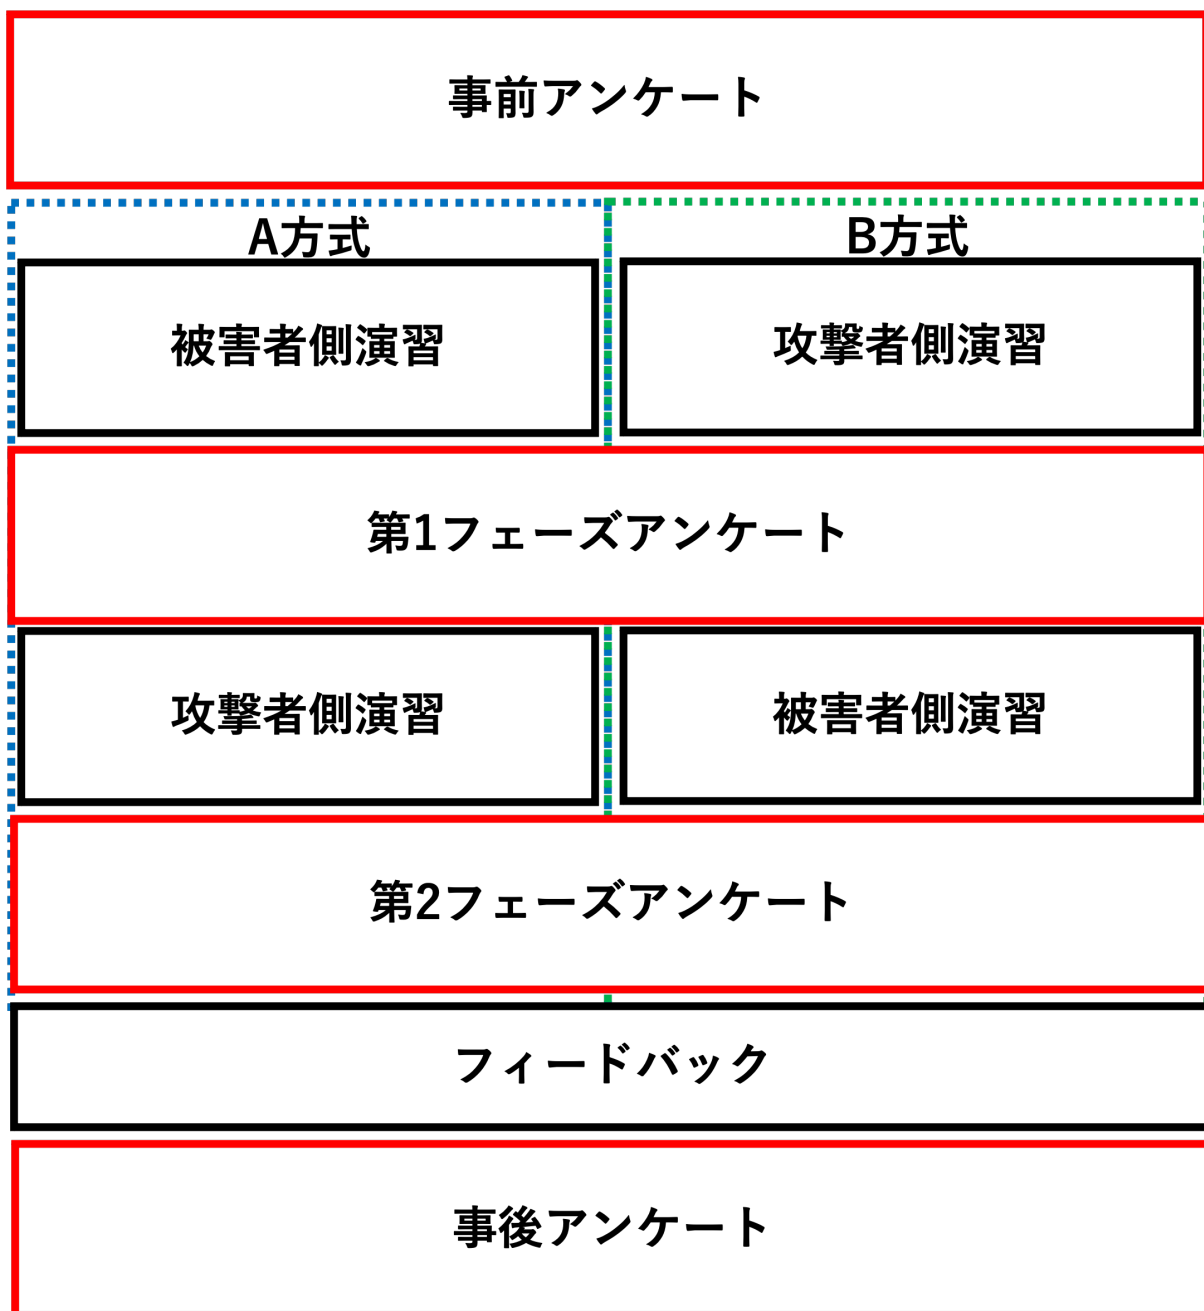 事前アンケート
A方式
B方式
被害者側演習
攻撃者側演習
第1フェーズアンケート
攻撃者側演習
被害者側演習
第2フェーズアンケート
フィードバック
事後アンケート